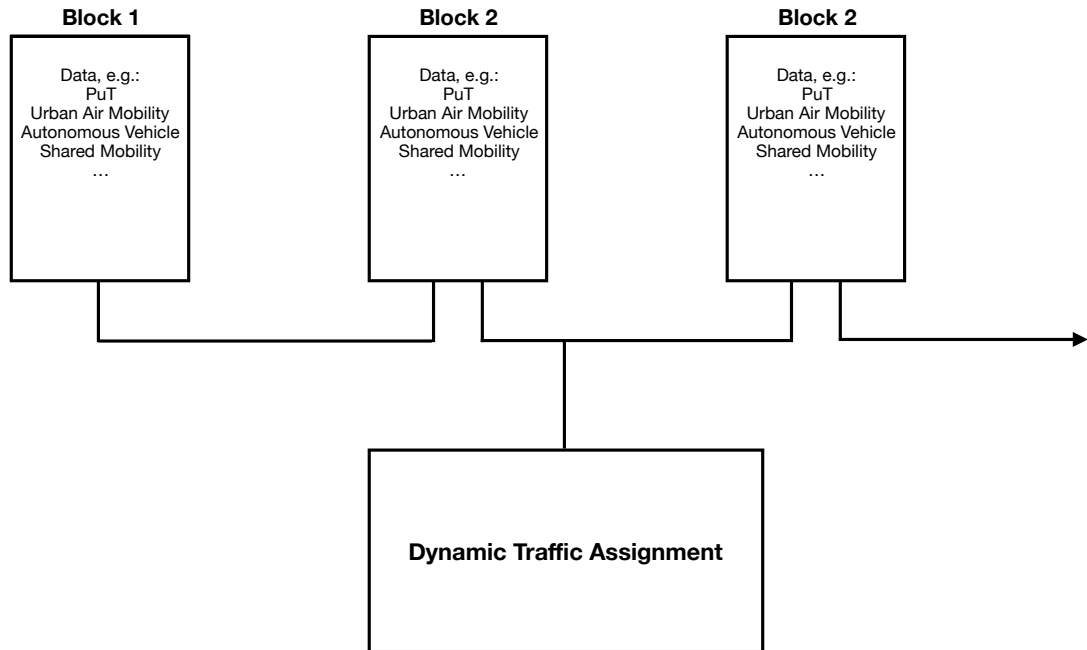 Block 1
Data, e.g.:
PuT
Urban Air Mobility
Autonomous Vehicle
Shared Mobility
…
Block 2
Data, e.g.:
PuT
Urban Air Mobility
Autonomous Vehicle
Shared Mobility
…
Block 2
Data, e.g.:
PuT
Urban Air Mobility
Autonomous Vehicle
Shared Mobility
…
Dynamic Traffic Assignment